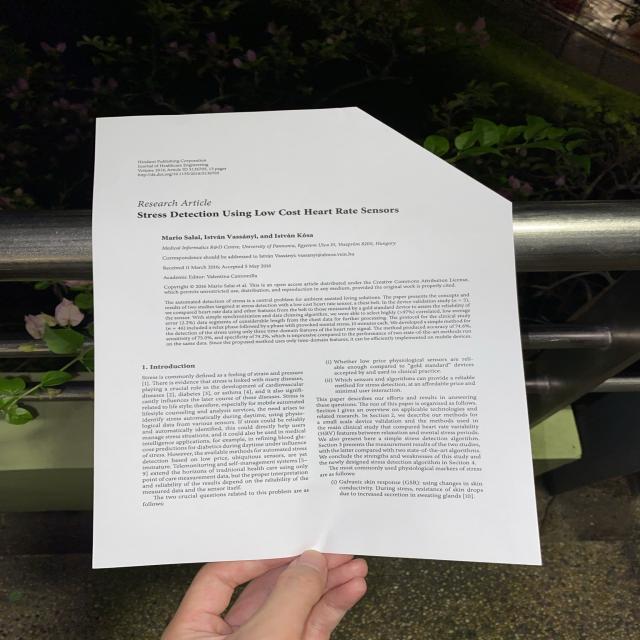 Hindawi Publishing Corporation
Journal of Healthcare Engineering
Volume 2016, Article ID 5136705, 13 pages
http://dx.doi.org/10.1155/2016/5136705
Research Article
Stress Detection Using Low Cost Heart Rate Sensors
Mario Salai, István Vassányi, and István Kósa
Medical Informatics R&D Centre, University of Pannonia, Egyetem Utca 10, Veszprém 8200, Hungary
Correspondence should be addressed to István Vassányi; vassanyi@almos.vein.hu
Received 11 March 2016; Accepted 5 May 2016
Academic Editor: Valentina Camomilla
Copyright © 2016 Mario Salai et al. This is an open access article distributed under the Creative Commons Attribution License,
which permits unrestricted use, distribution, and reproduction in any medium, provided the original work is properly cited.
The automated detection of stress is a central problem for ambient assisted living solutions. The paper presents the concepts and
results of two studies targeted at stress detection with a low cost heart rate sensor, a chest belt. In the device validation study (n = 5),
we compared heart rate data and other features from the belt to those measured by a gold standard device to assess the reliability of
the sensor. With simple synchronization and data cleaning algorithm, we were able to select highly (>97%) correlated, low average
error (2.2%) data segments of considerable length from the chest data for further processing. The protocol for the clinical study
(n = 46) included a relax phase followed by a phase with provoked mental stress, 10 minutes each. We developed a simple method for
the detection of the stress using only three time-domain features of the heart rate signal. The method produced accuracy of 74.6%,
sensitivity of 75.0%, and specificity of 74.2%, which is impressive compared to the performance of two state-of-the-art methods run
on the same data. Since the proposed method uses only time-domain features, it can be efficiently implemented on mobile devices.
1. Introduction
Stress is commonly defined as a feeling of strain and pressure
[1]. There is evidence that stress is linked with many diseases,
playing a crucial role in the development of cardiovascular
diseases [2], diabetes [3], or asthma [4], and it also signifi-
cantly influences the later course of these diseases. Stress is
related to life style; therefore, especially for mobile automated
lifestyle counseling and analysis services, the need arises to
identify stress automatically during daytime, using physio-
logical data from various sensors. If stress could be reliably
and automatically identified, this could directly help users
manage stress situations, and it could also be used in medical
intelligence applications, for example, in refining blood glu-
cose predictions for diabetics during daytime under influence
of stress. However, the available methods for automated stress
detection based on low price, ubiquitous sensors, are yet
immature. Telemonitoring and self-management systems [5–
9] extend the horizons of traditional health care using only
point of care measurement data, but the proper interpretation
and reliability of the results depend on the reliability of the
measured data and the sensor itself.
The two crucial questions related to this problem are as
follows:
(i) Whether low price physiological sensors are reli-
able enough compared to “gold standard” devices
accepted by and used in clinical practice.
(ii) Which sensors and algorithms can provide a reliable
method for stress detection, at an affordable price and
minimal user interaction.
This paper describes our efforts and results in answering
these questions. The rest of this paper is organized as follows.
Section 1 gives an overview on applicable technologies and
related research. In Section 2, we describe our methods for
a small scale device validation and the methods used in the
main clinical study that compared heart rate variability
(HRV) features between relaxation and mental stress phases.
We also present here a simple stress detection algorithm.
Section 3 presents the measurement results of the two studies,
with the latter compared with two state-of-the-art algorithms.
We conclude the strengths and weaknesses of this study and
the newly designed stress detection algorithm in Section 4.
The most commonly used physiological markers of stress
are as follows:
(i) Galvanic skin response (GSR): using changes in skin
conductivity. During stress, resistance of skin drops
due to increased secretion in sweating glands [10].